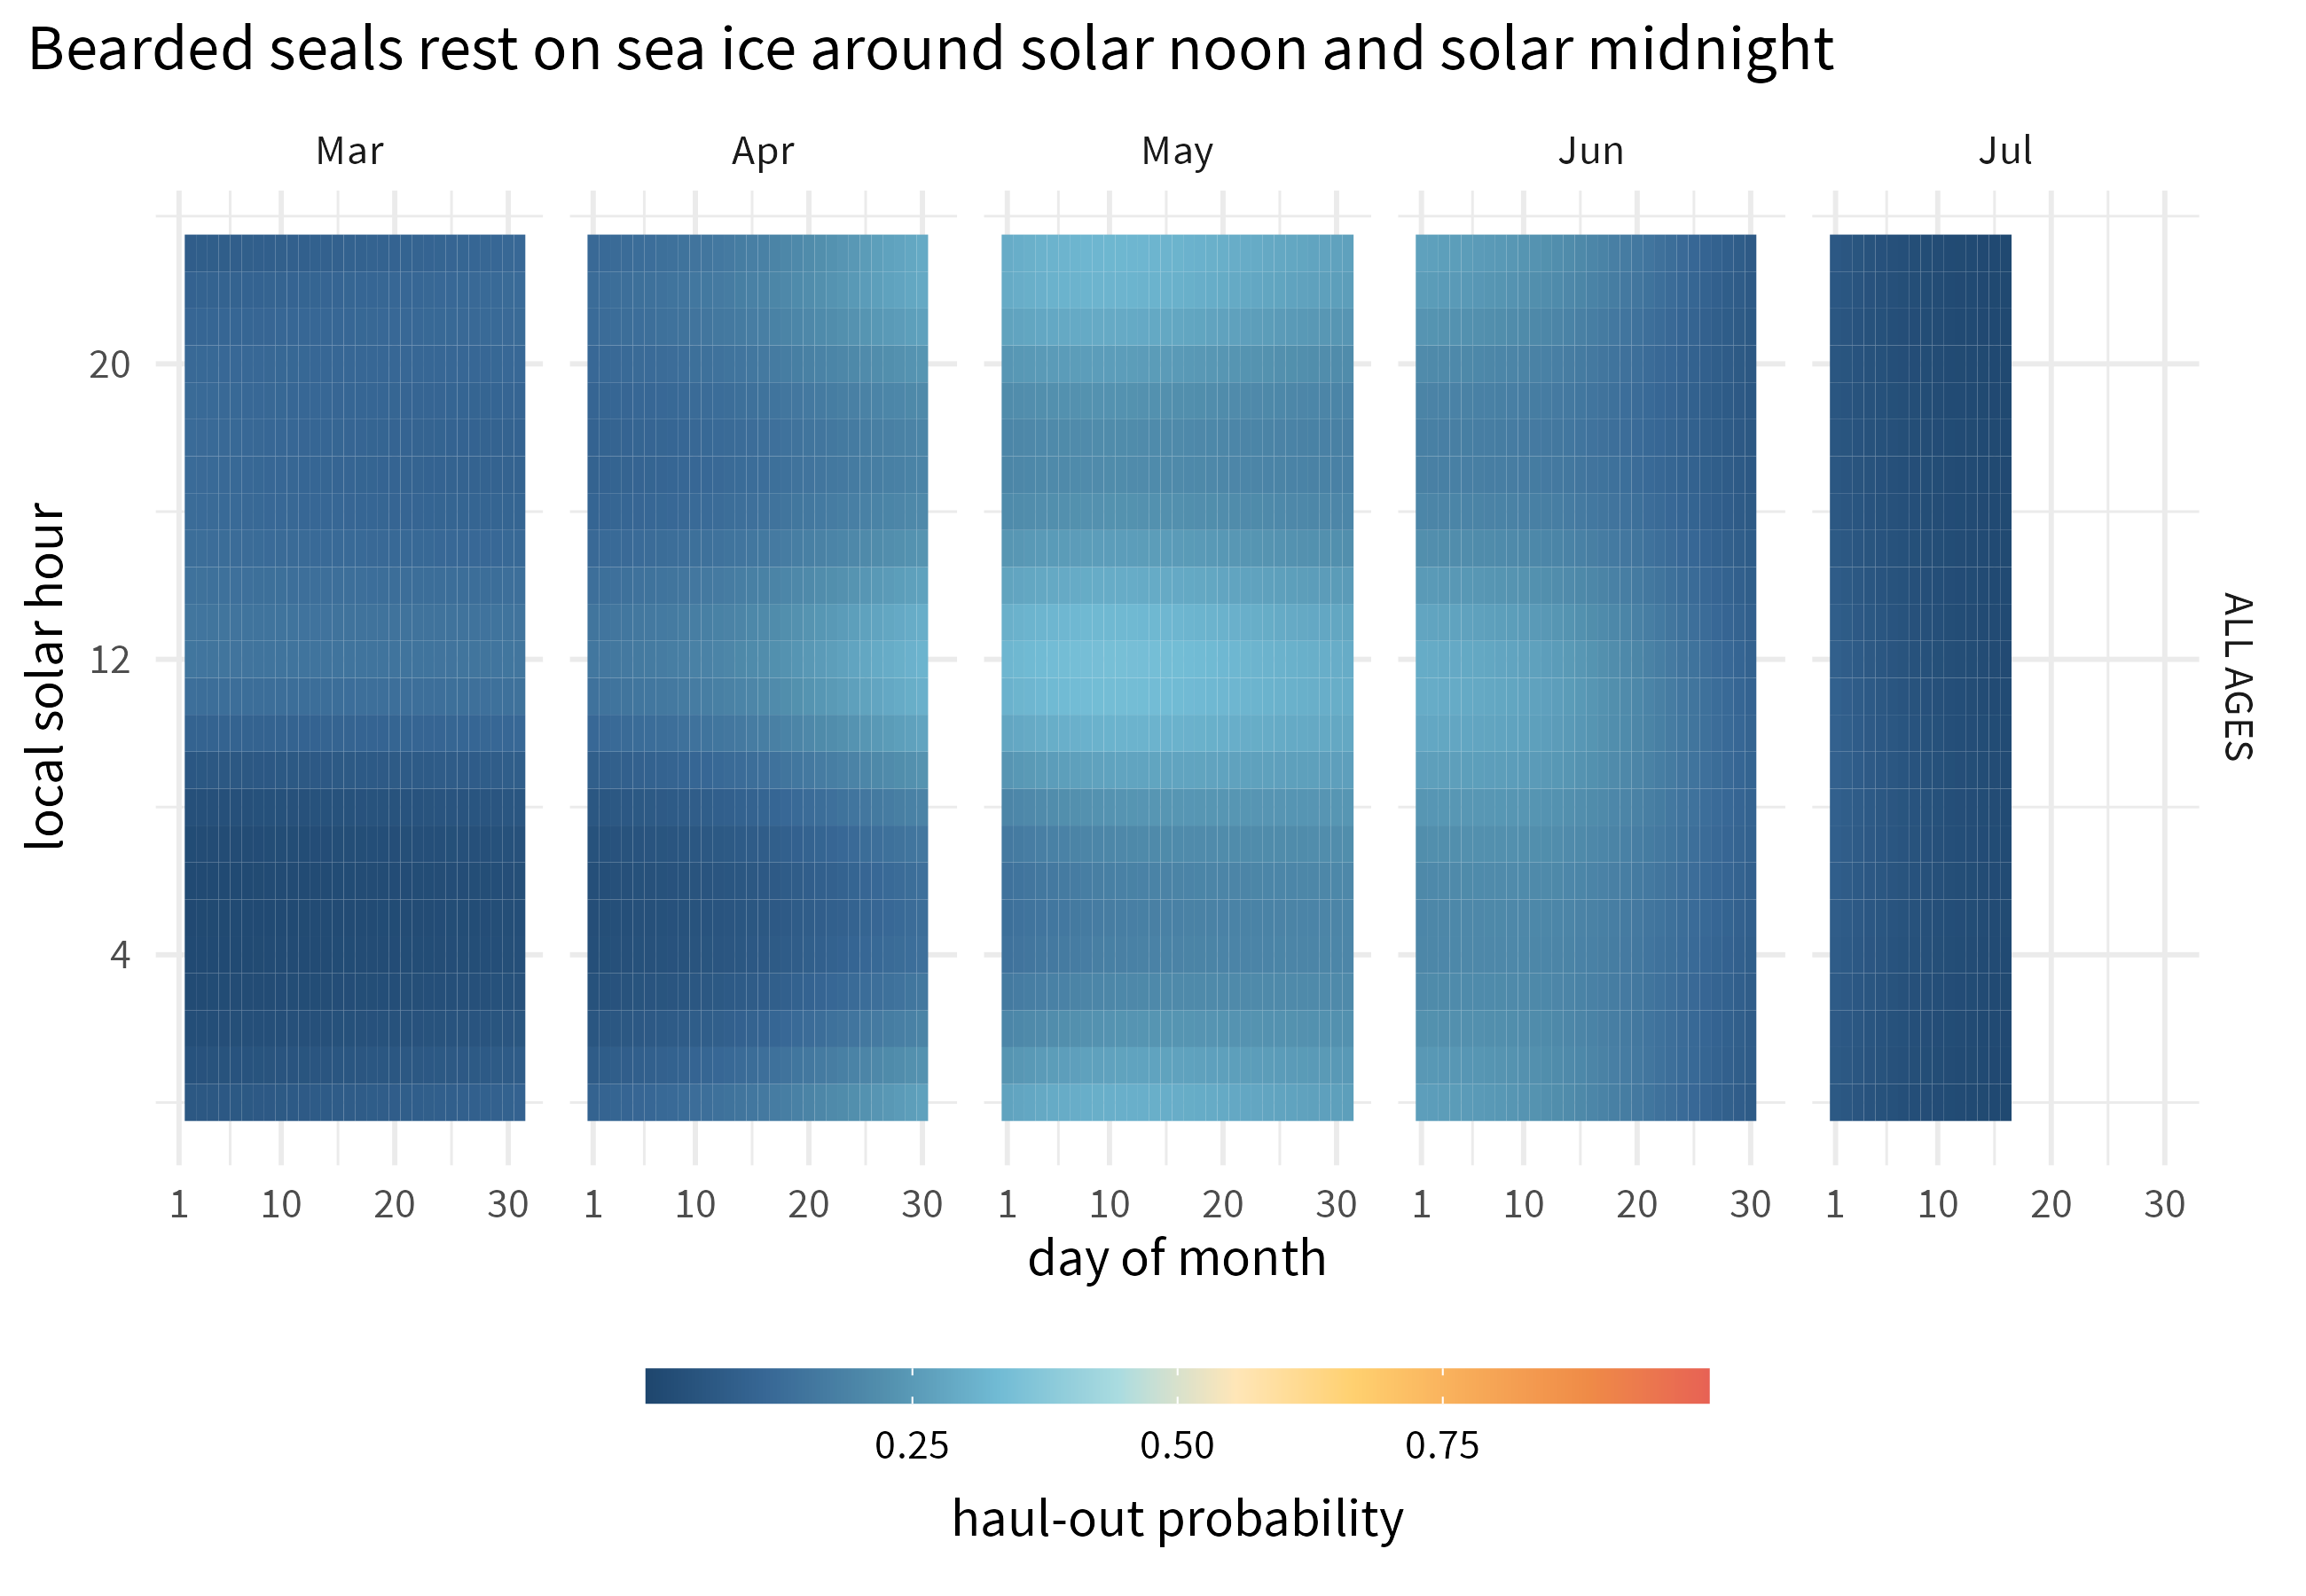 Bearded seals rest on sea ice around solar noon and solar midnight
Mar Apr May Jun Jul
20
12
4
local solar hour
ALL AGES
1 10 20 30 1 10 20 30 1 10 20 30 1 10 20 30 1 10 20 30
day of month
0.25 0.50 0.75
haul-out probability